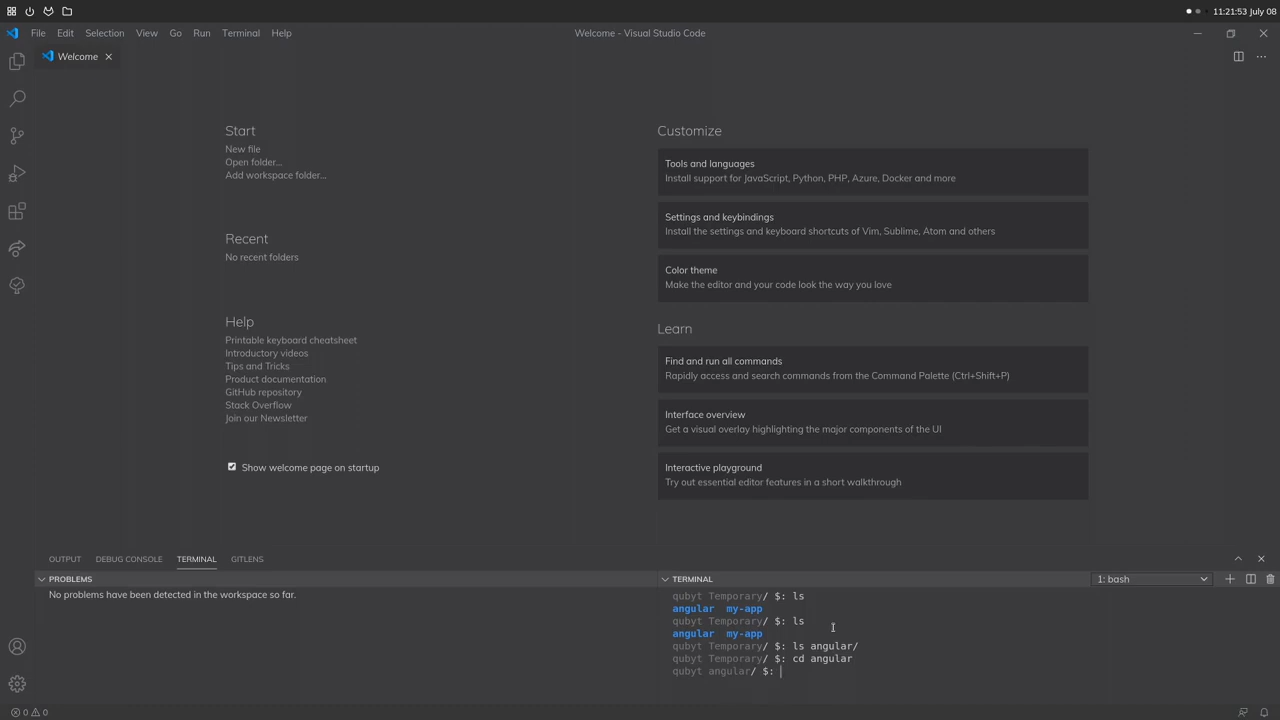 11:21:53 July 08
File Edit Selection View Go Run Terminal Help
Welcome - Visual Studio Code
Welcome
Start
New file
Open folder...
Add workspace folder...
Recent
No recent folders
Help
Printable keyboard cheatsheet
Introductory videos
Tips and Tricks
Product documentation
GitHub repository
Stack Overflow
Join our Newsletter
Show welcome page on startup
Customize
Tools and languages
Install support for JavaScript, Python, PHP, Azure, Docker and more
Settings and keybindings
Install the settings and keyboard shortcuts of Vim, Sublime, Atom and others
Color theme
Make the editor and your code look the way you love
Learn
Find and run all commands
Rapidly access and search commands from the Command Palette (Ctrl+Shift+P)
Interface overview
Get a visual overlay highlighting the major components of the UI
Interactive playground
Try out essential editor features in a short walkthrough
OUTPUT DEBUG CONSOLE TERMINAL GITLENS
PROBLEMS
No problems have been detected in the workspace so far.
TERMINAL
1: bash
qubyt Temporary/ $: ls
angular my-app
qubyt Temporary/ $: ls
angular my-app
qubyt Temporary/ $: ls angular/
qubyt Temporary/ $: cd angular
qubyt angular/ $:
0 0